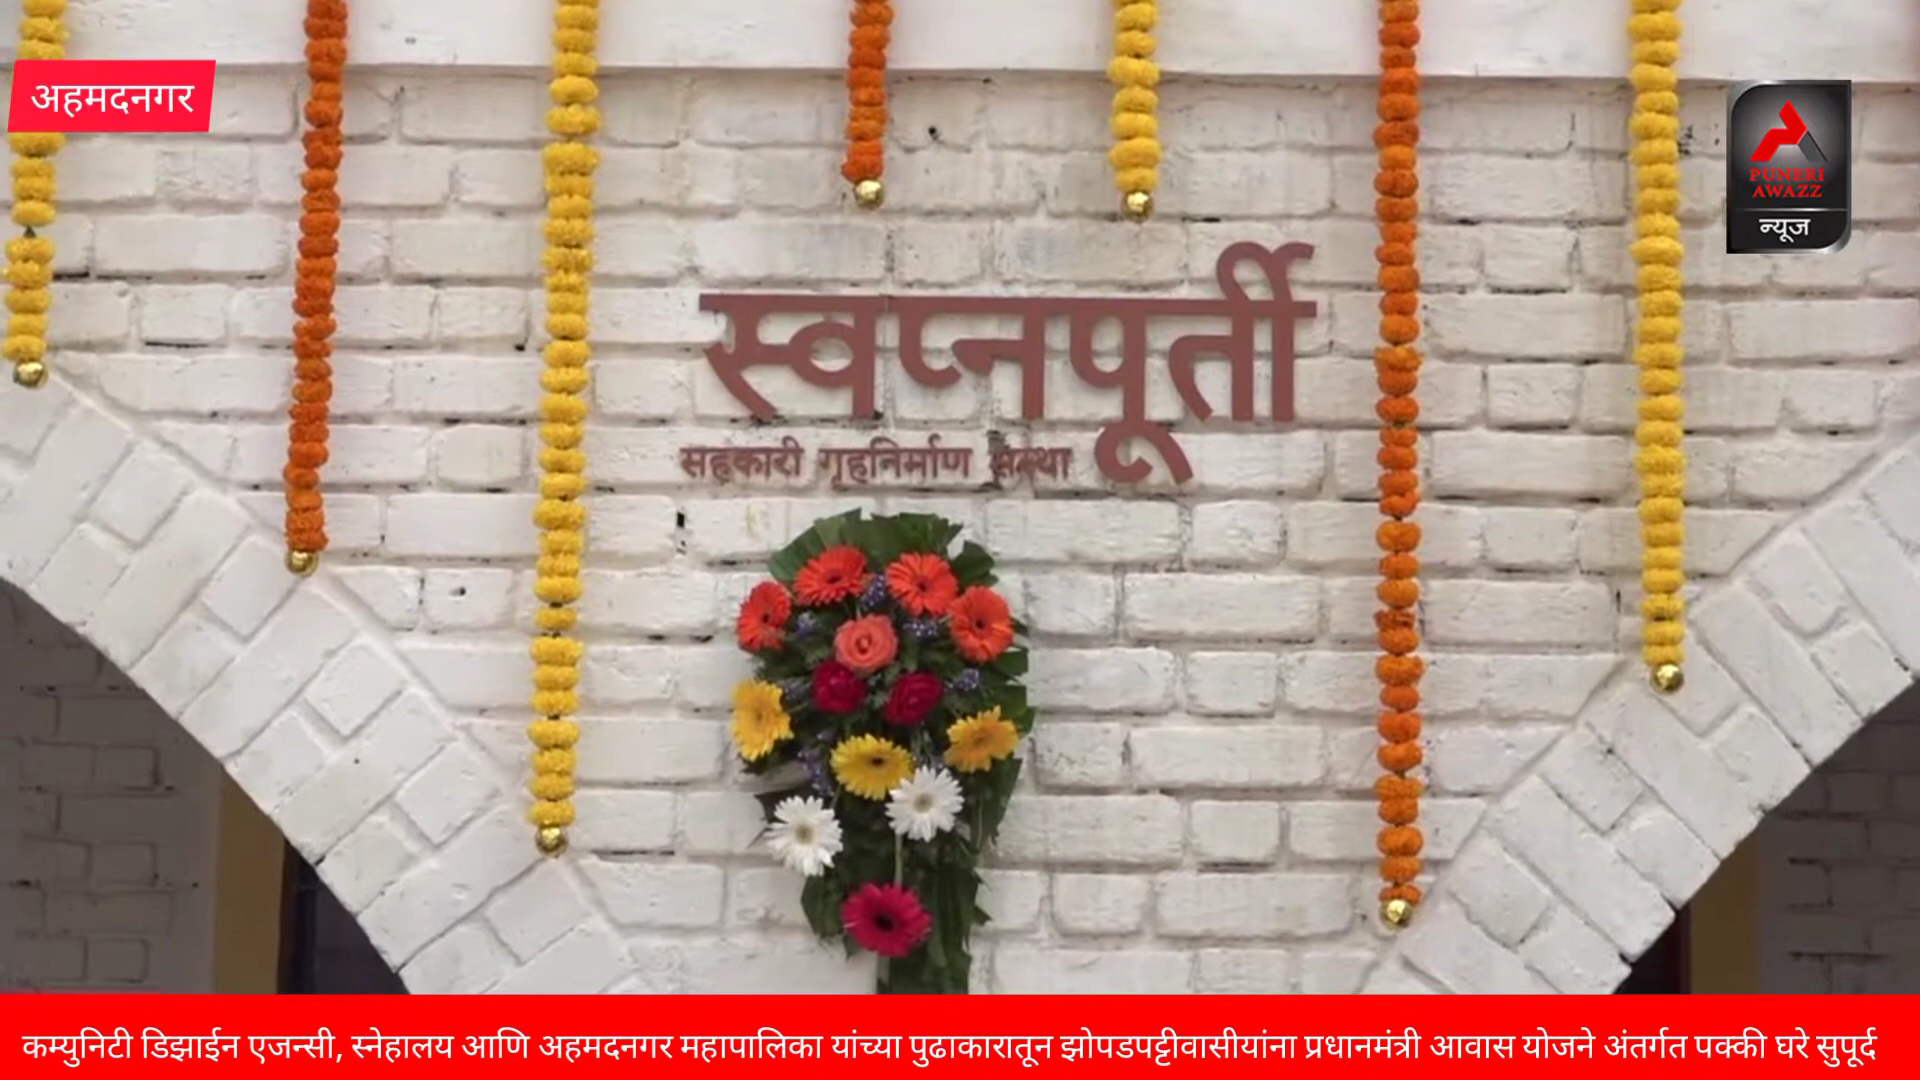 अहमदनगर
PUNERI
AWAZZ
न्यूज
स्वप्नपूर्ती
सहकारी गृहनिर्माण संस्था
कम्युनिटी डिझाईन एजन्सी, स्नेहालय आणि अहमदनगर महापालिका यांच्या पुढाकारातून झोपडपट्टीवासीयांना प्रधानमंत्री आवास योजने अंतर्गत पक्की घरे सुपूर्द